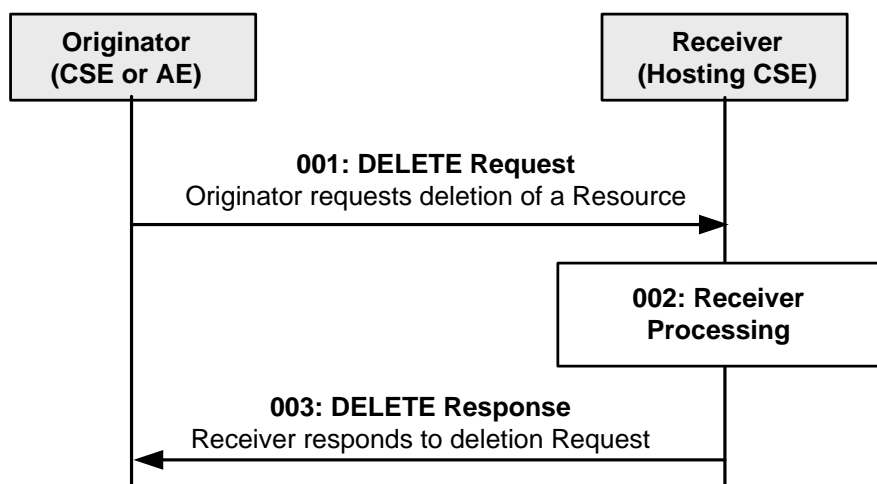 Originator
(CSE or AE)
Receiver
(Hosting CSE)
001: DELETE Request
Originator requests deletion of a Resource
002: Receiver
Processing
003: DELETE Response
Receiver responds to deletion Request